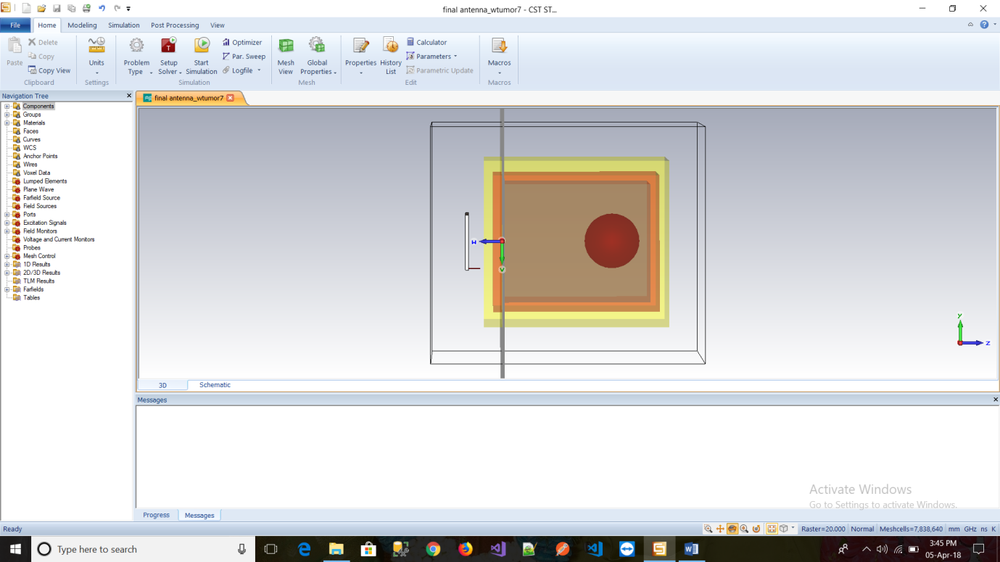 final antenna_wtumor7 - CST ST...
File Home Modeling Simulation Post Processing View
Paste
Delete
Copy
Copy View
Clipboard
Units
Settings
Problem Type
Setup Solver
Start Simulation
Optimizer
Par. Sweep
Logfile
Simulation
Mesh View
Global Properties
Mesh
Properties
History List
Calculator
Parameters
Parametric Update
Edit
Macros
Macros
Navigation Tree
Components
Groups
Materials
Faces
Curves
WCS
Anchor Points
Wires
Voxel Data
Lumped Elements
Plane Wave
Farfield Source
Field Sources
Ports
Excitation Signals
Field Monitors
Voltage and Current Monitors
Probes
Mesh Control
1D Results
2D/3D Results
TLM Results
Farfields
Tables
final antenna_wtumor7
w
v
y
z
3D Schematic
Messages
Activate Windows
Go to Settings to activate Windows.
Progress Messages
Ready
Raster=20.000 Normal Meshcells=7,838,640 mm GHz ns K
Type here to search
3:45 PM
05-Apr-18